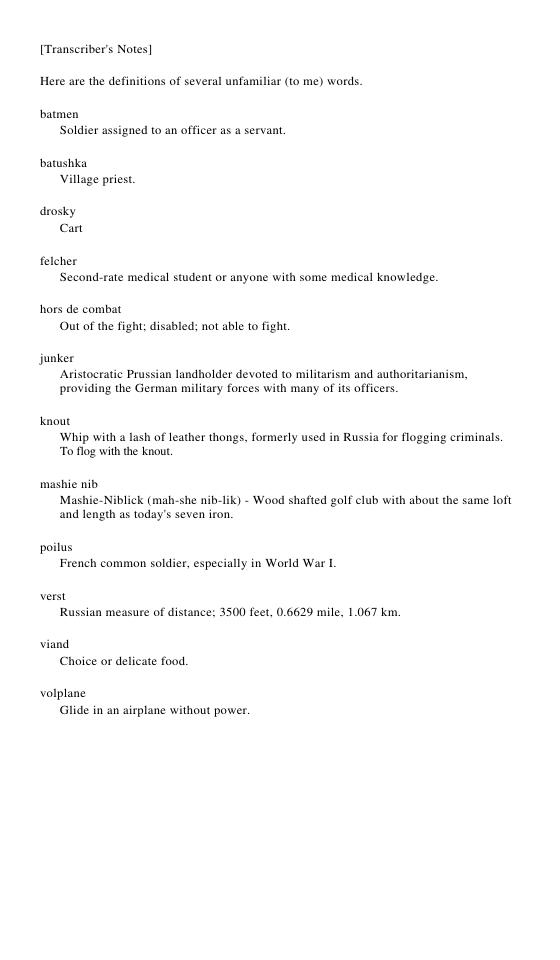 [Transcriber's Notes]
Here are the definitions of several unfamiliar (to me) words.
batmen
Soldier assigned to an officer as a servant.
batushka
Village priest.
drosky
Cart
felcher
Second-rate medical student or anyone with some medical knowledge.
hors de combat
Out of the fight; disabled; not able to fight.
junker
Aristocratic Prussian landholder devoted to militarism and authoritarianism,
providing the German military forces with many of its officers.
knout
Whip with a lash of leather thongs, formerly used in Russia for flogging criminals.
To flog with the knout.
mashie nib
Mashie-Niblick (mah-she nib-lik) - Wood shafted golf club with about the same loft
and length as today's seven iron.
poilus
French common soldier, especially in World War I.
verst
Russian measure of distance; 3500 feet, 0.6629 mile, 1.067 km.
viand
Choice or delicate food.
volplane
Glide in an airplane without power.